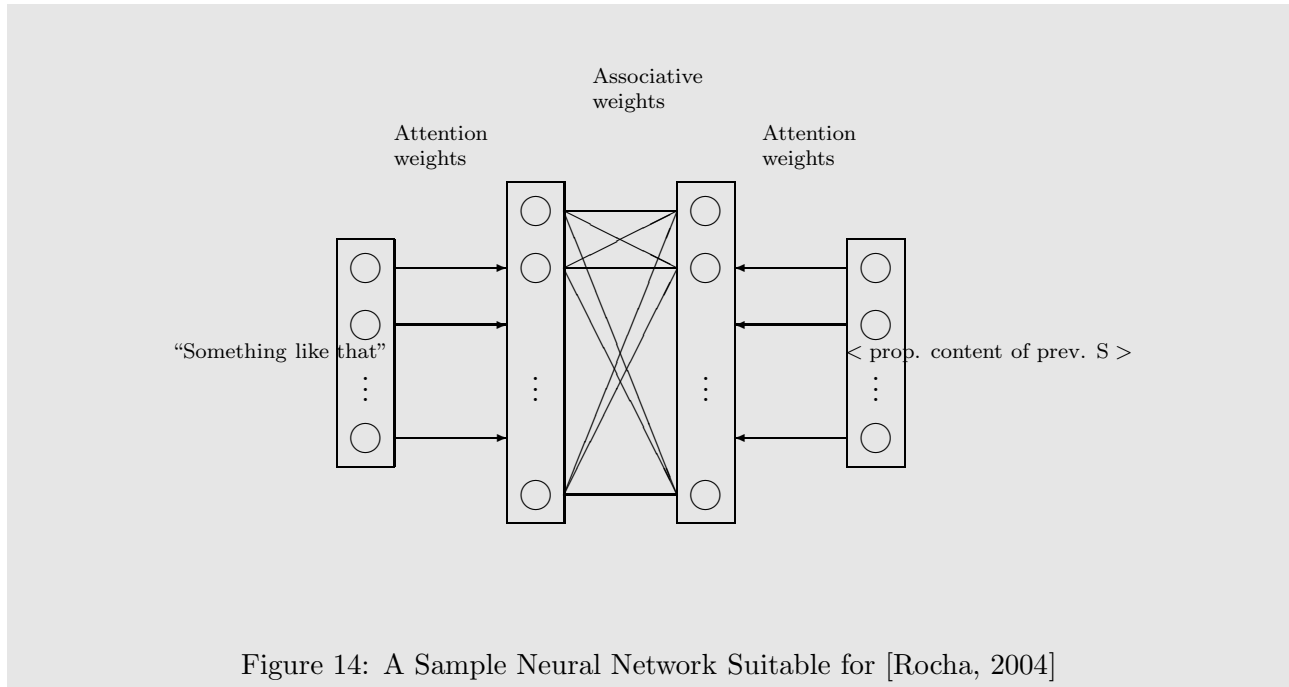 Associative
weights
Attention
weights
Attention
weights
“Something like that”
< prop. content of prev. S >
Figure 14: A Sample Neural Network Suitable for [Rocha, 2004]